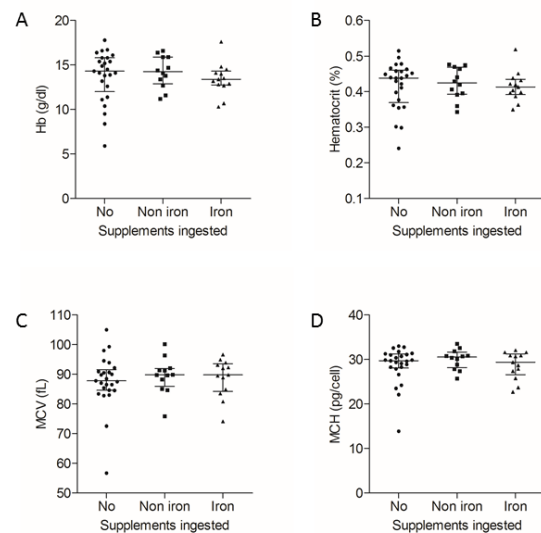 A
Hb (g/dl)
20
15
10
5
0
No Non iron Iron
Supplements ingested
B
Hematocrit (%)
0.6
0.5
0.4
0.3
0.2
0.1
No Non iron Iron
Supplements ingested
C
MCV (fL)
110
100
90
80
70
60
50
No Non iron Iron
Supplements ingested
D
MCH (pg/cell)
40
30
20
10
0
No Non iron Iron
Supplements ingested